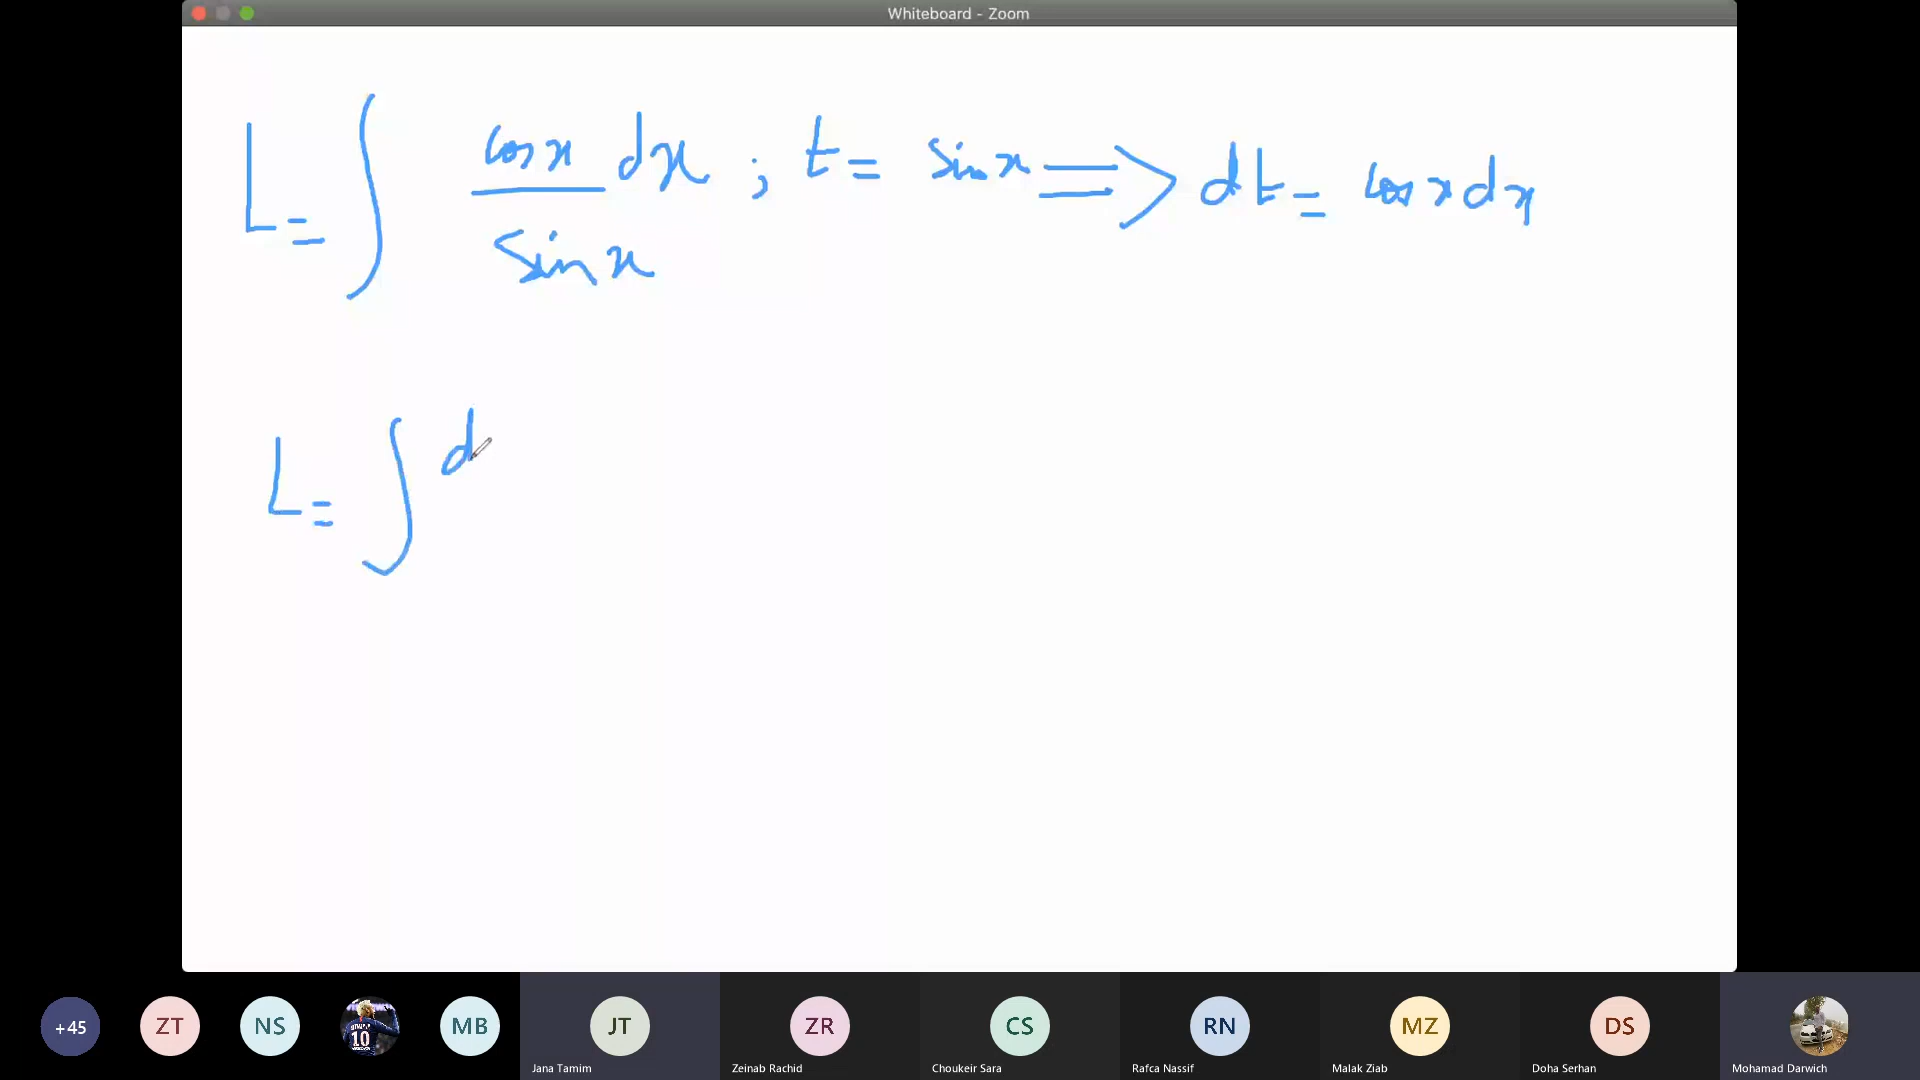 Whiteboard - Zoom
L = ∫ cos x / sin x dx ; t = sin x ⟹ dt = cos x dx
L = ∫ d
+45 ZT NS 10 MB JT ZR CS RN MZ DS
Jana Tamim Zeinab Rachid Choukeir Sara Rafca Nassif Malak Ziab Doha Serhan Mohamad Darwich